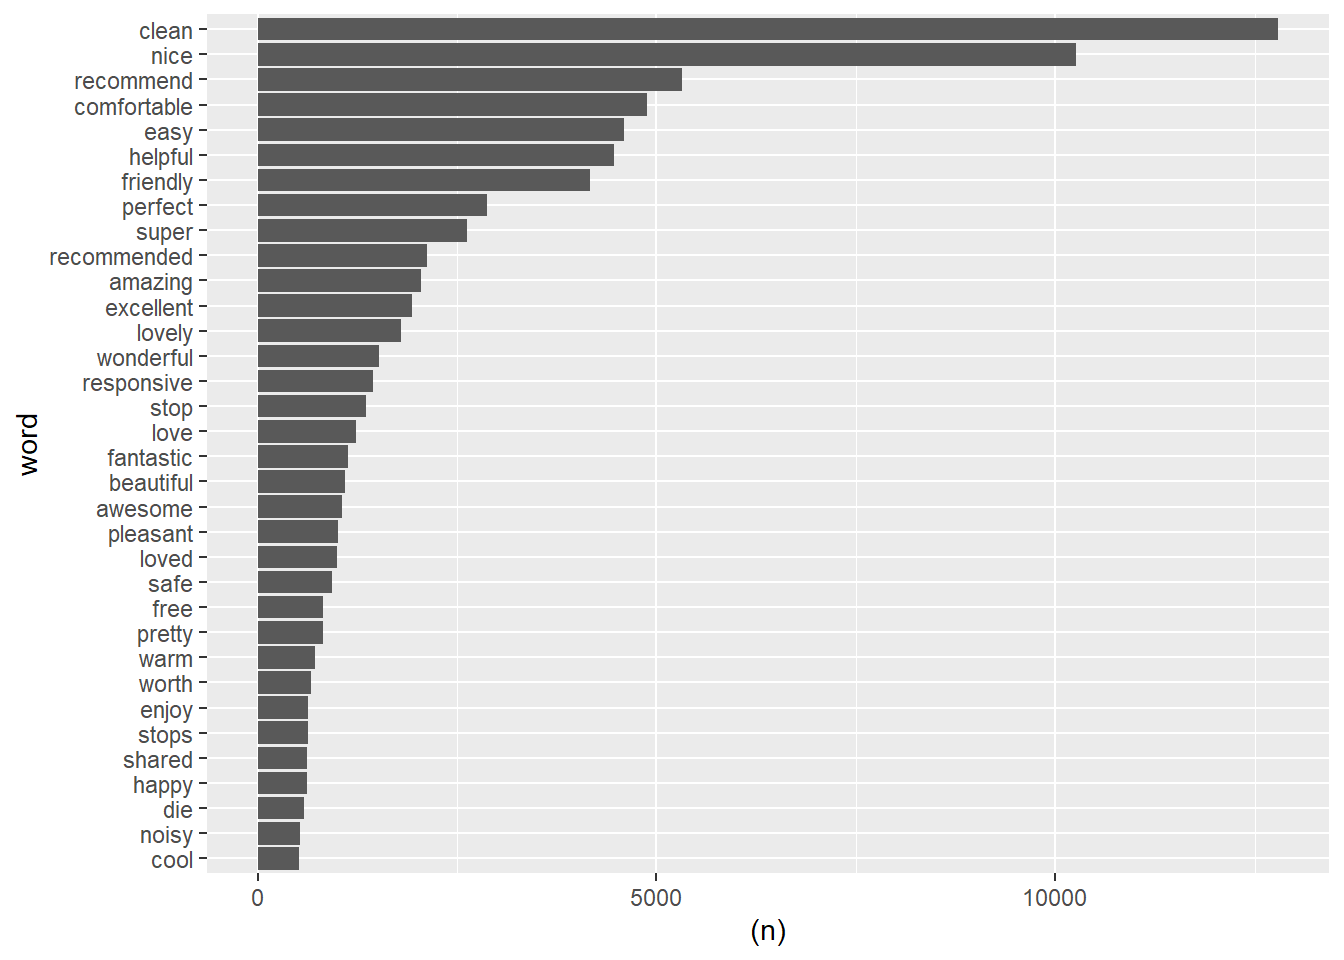 clean
nice
recommend
comfortable
easy
helpful
friendly
perfect
super
recommended
amazing
excellent
lovely
wonderful
responsive
stop
love
fantastic
beautiful
awesome
pleasant
loved
safe
free
pretty
warm
worth
enjoy
stops
shared
happy
die
noisy
cool
word
0 5000 10000
(n)